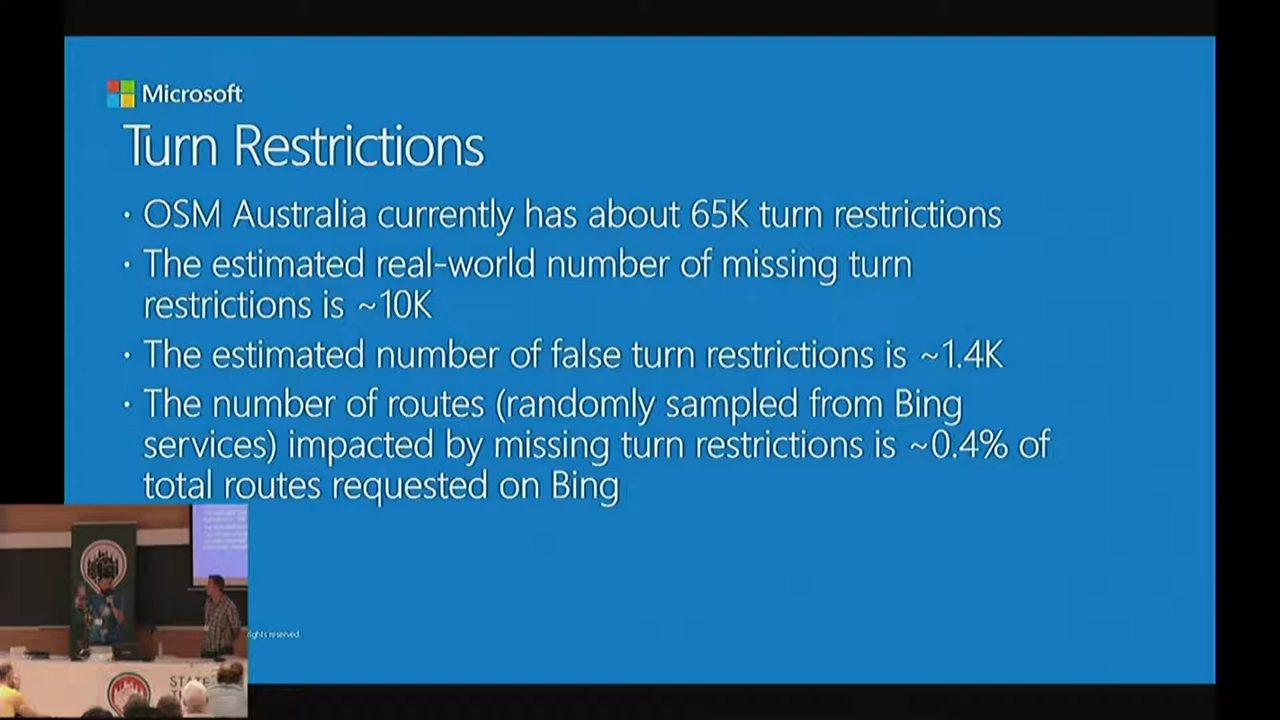 Microsoft
Turn Restrictions
• OSM Australia currently has about 65K turn restrictions
• The estimated real-world number of missing turn
restrictions is ~10K
• The estimated number of false turn restrictions is ~1.4K
• The number of routes (randomly sampled from Bing
services) impacted by missing turn restrictions is ~0.4% of
total routes requested on Bing
rights reserved.
STATE